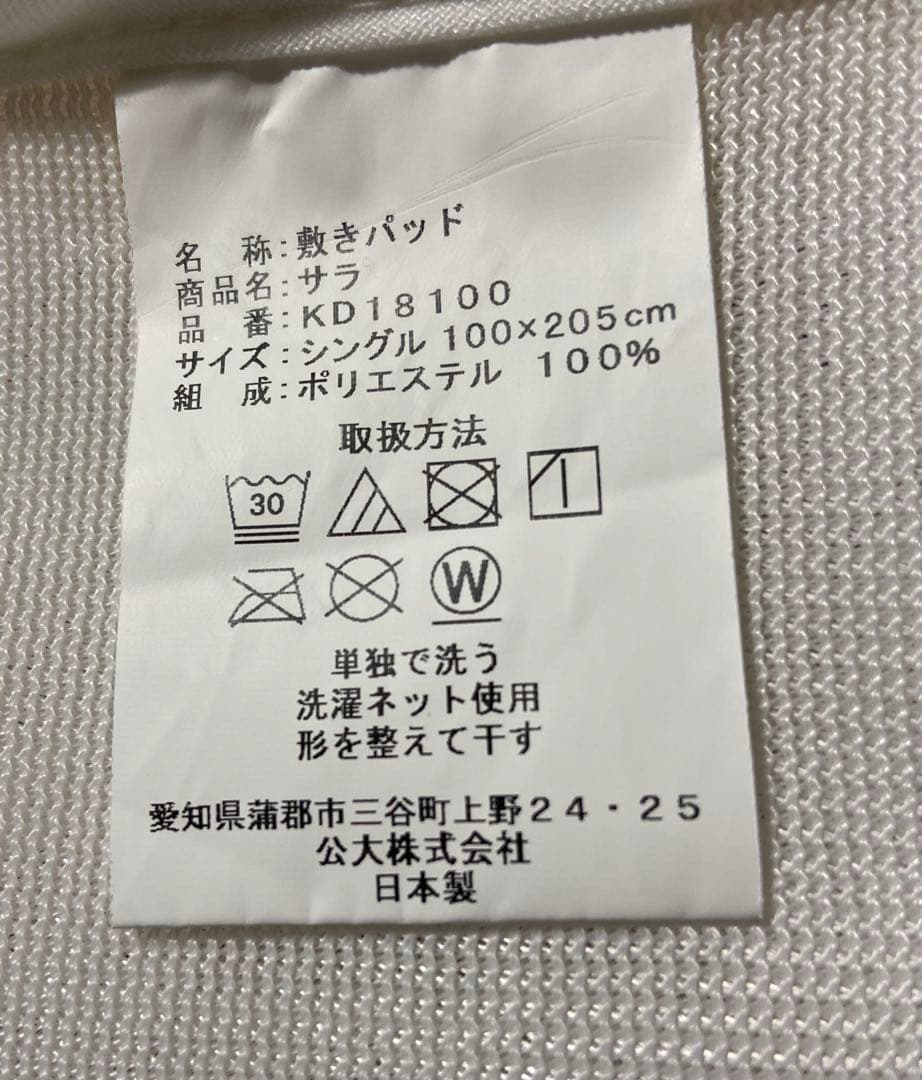 名　称：敷きパッド
商品名：サラ
品　番：ＫＤ１８１００
サイズ：シングル 100×205cm
組　成：ポリエステル　１００％
取扱方法
30
W
単独で洗う
洗濯ネット使用
形を整えて干す
愛知県蒲郡市三谷町上野２４・２５
公大株式会社
日本製